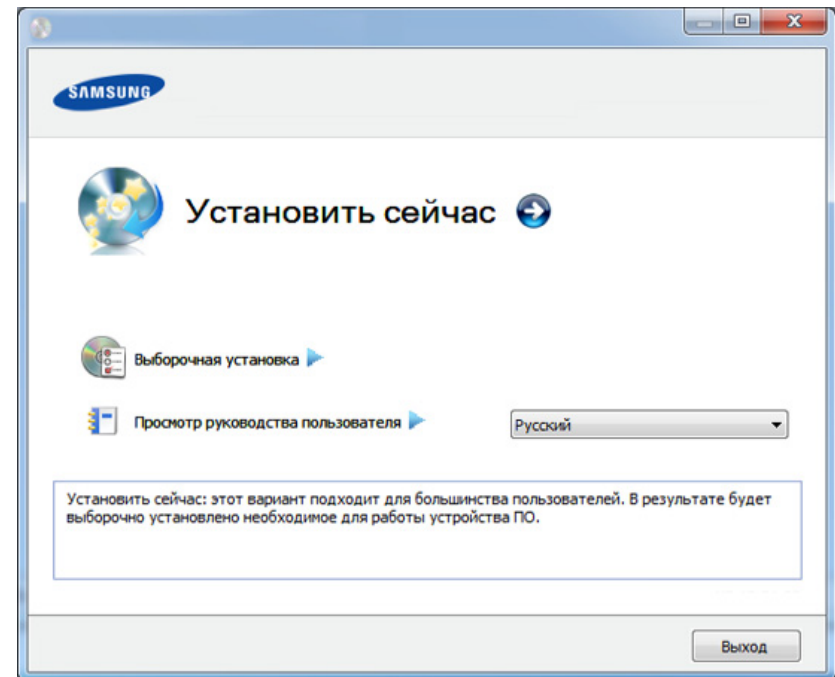 SAMSUNG
Установить сейчас
Выборочная установка
Просмотр руководства пользователя
Русский
Установить сейчас: этот вариант подходит для большинства пользователей. В результате будет
выборочно установлено необходимое для работы устройства ПО.
Выход